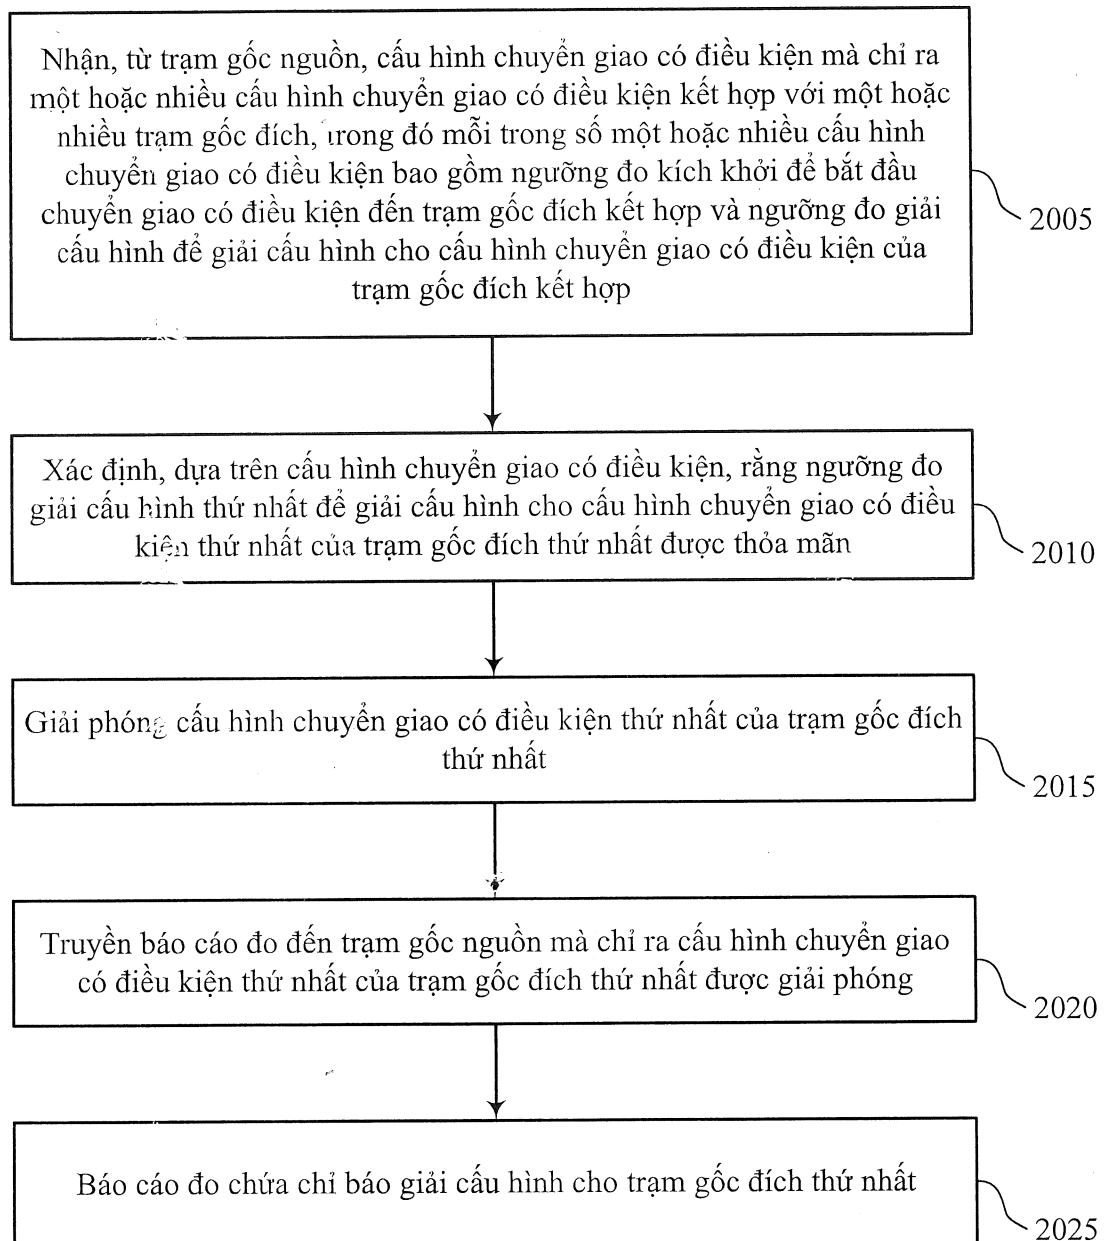 Nhận, từ trạm gốc nguồn, cấu hình chuyển giao có điều kiện mà chỉ ra
một hoặc nhiều cấu hình chuyển giao có điều kiện kết hợp với một hoặc
nhiều trạm gốc đích, trong đó mỗi trong số một hoặc nhiều cấu hình
chuyển giao có điều kiện bao gồm ngưỡng đo kích khởi để bắt đầu
chuyển giao có điều kiện đến trạm gốc đích kết hợp và ngưỡng đo giải
cấu hình để giải cấu hình cho cấu hình chuyển giao có điều kiện của
trạm gốc đích kết hợp
2005
Xác định, dựa trên cấu hình chuyển giao có điều kiện, rằng ngưỡng đo
giải cấu hình thứ nhất để giải cấu hình cho cấu hình chuyển giao có điều
kiện thứ nhất của trạm gốc đích thứ nhất được thỏa mãn
2010
Giải phóng cấu hình chuyển giao có điều kiện thứ nhất của trạm gốc đích
thứ nhất
2015
Truyền báo cáo đo đến trạm gốc nguồn mà chỉ ra cấu hình chuyển giao
có điều kiện thứ nhất của trạm gốc đích thứ nhất được giải phóng
2020
Báo cáo đo chứa chỉ báo giải cấu hình cho trạm gốc đích thứ nhất
2025